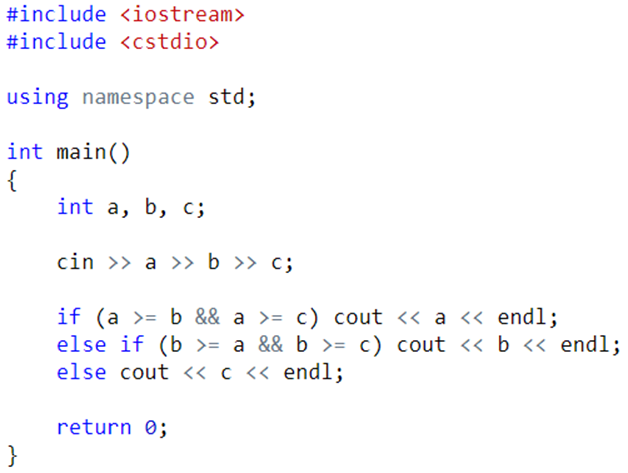 #include <iostream>
#include <cstdio>

using namespace std;

int main()
{
    int a, b, c;

    cin >> a >> b >> c;

    if (a >= b && a >= c) cout << a << endl;
    else if (b >= a && b >= c) cout << b << endl;
    else cout << c << endl;

    return 0;
}